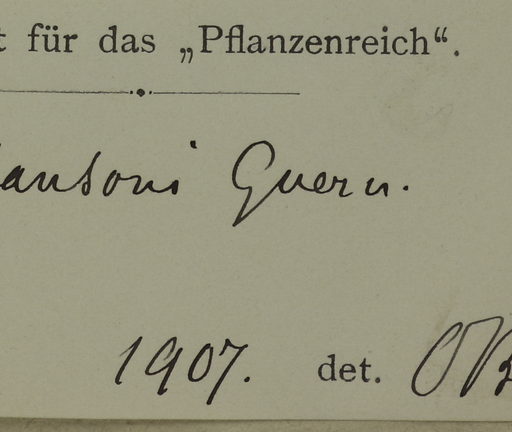 t für das „Pflanzenreich“.
ansoni Guern.
1907. det.